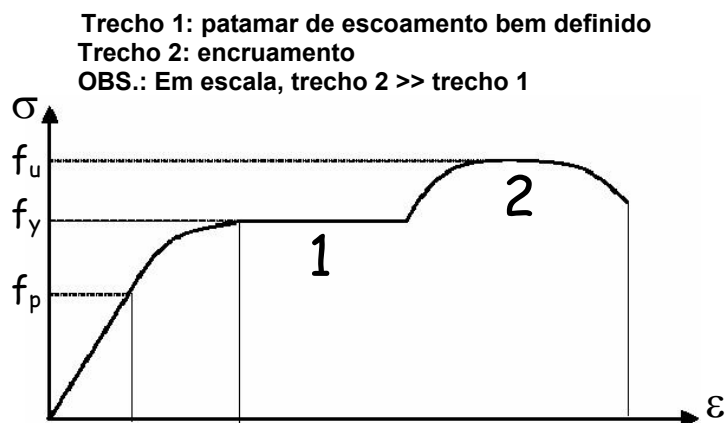 Trecho 1: patamar de escoamento bem definido
Trecho 2: encruamento
OBS.: Em escala, trecho 2 >> trecho 1
σ
fu
fy
fp
1
2
ε